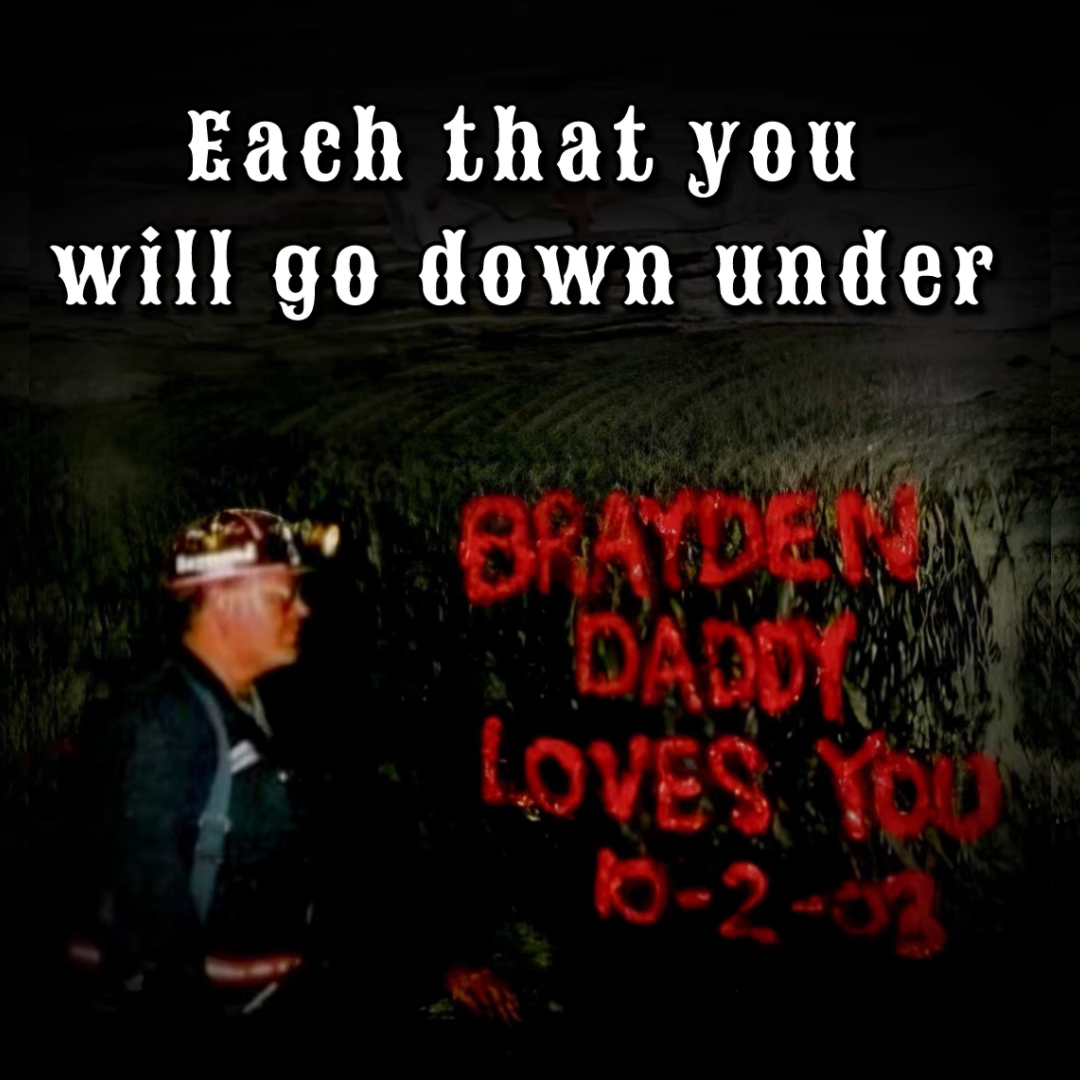 Each that you
will go down under
BRAYDEN
DADDY
LOVES YOU
10-2-03